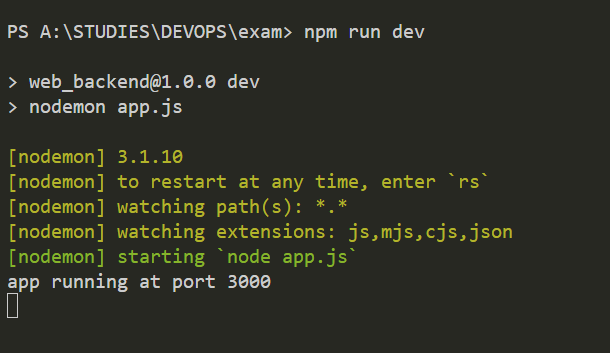 PS A:\STUDIES\DEVOPS\exam> npm run dev
> web_backend@1.0.0 dev
> nodemon app.js
[nodemon] 3.1.10
[nodemon] to restart at any time, enter `rs`
[nodemon] watching path(s): *.*
[nodemon] watching extensions: js,mjs,cjs,json
[nodemon] starting `node app.js`
app running at port 3000